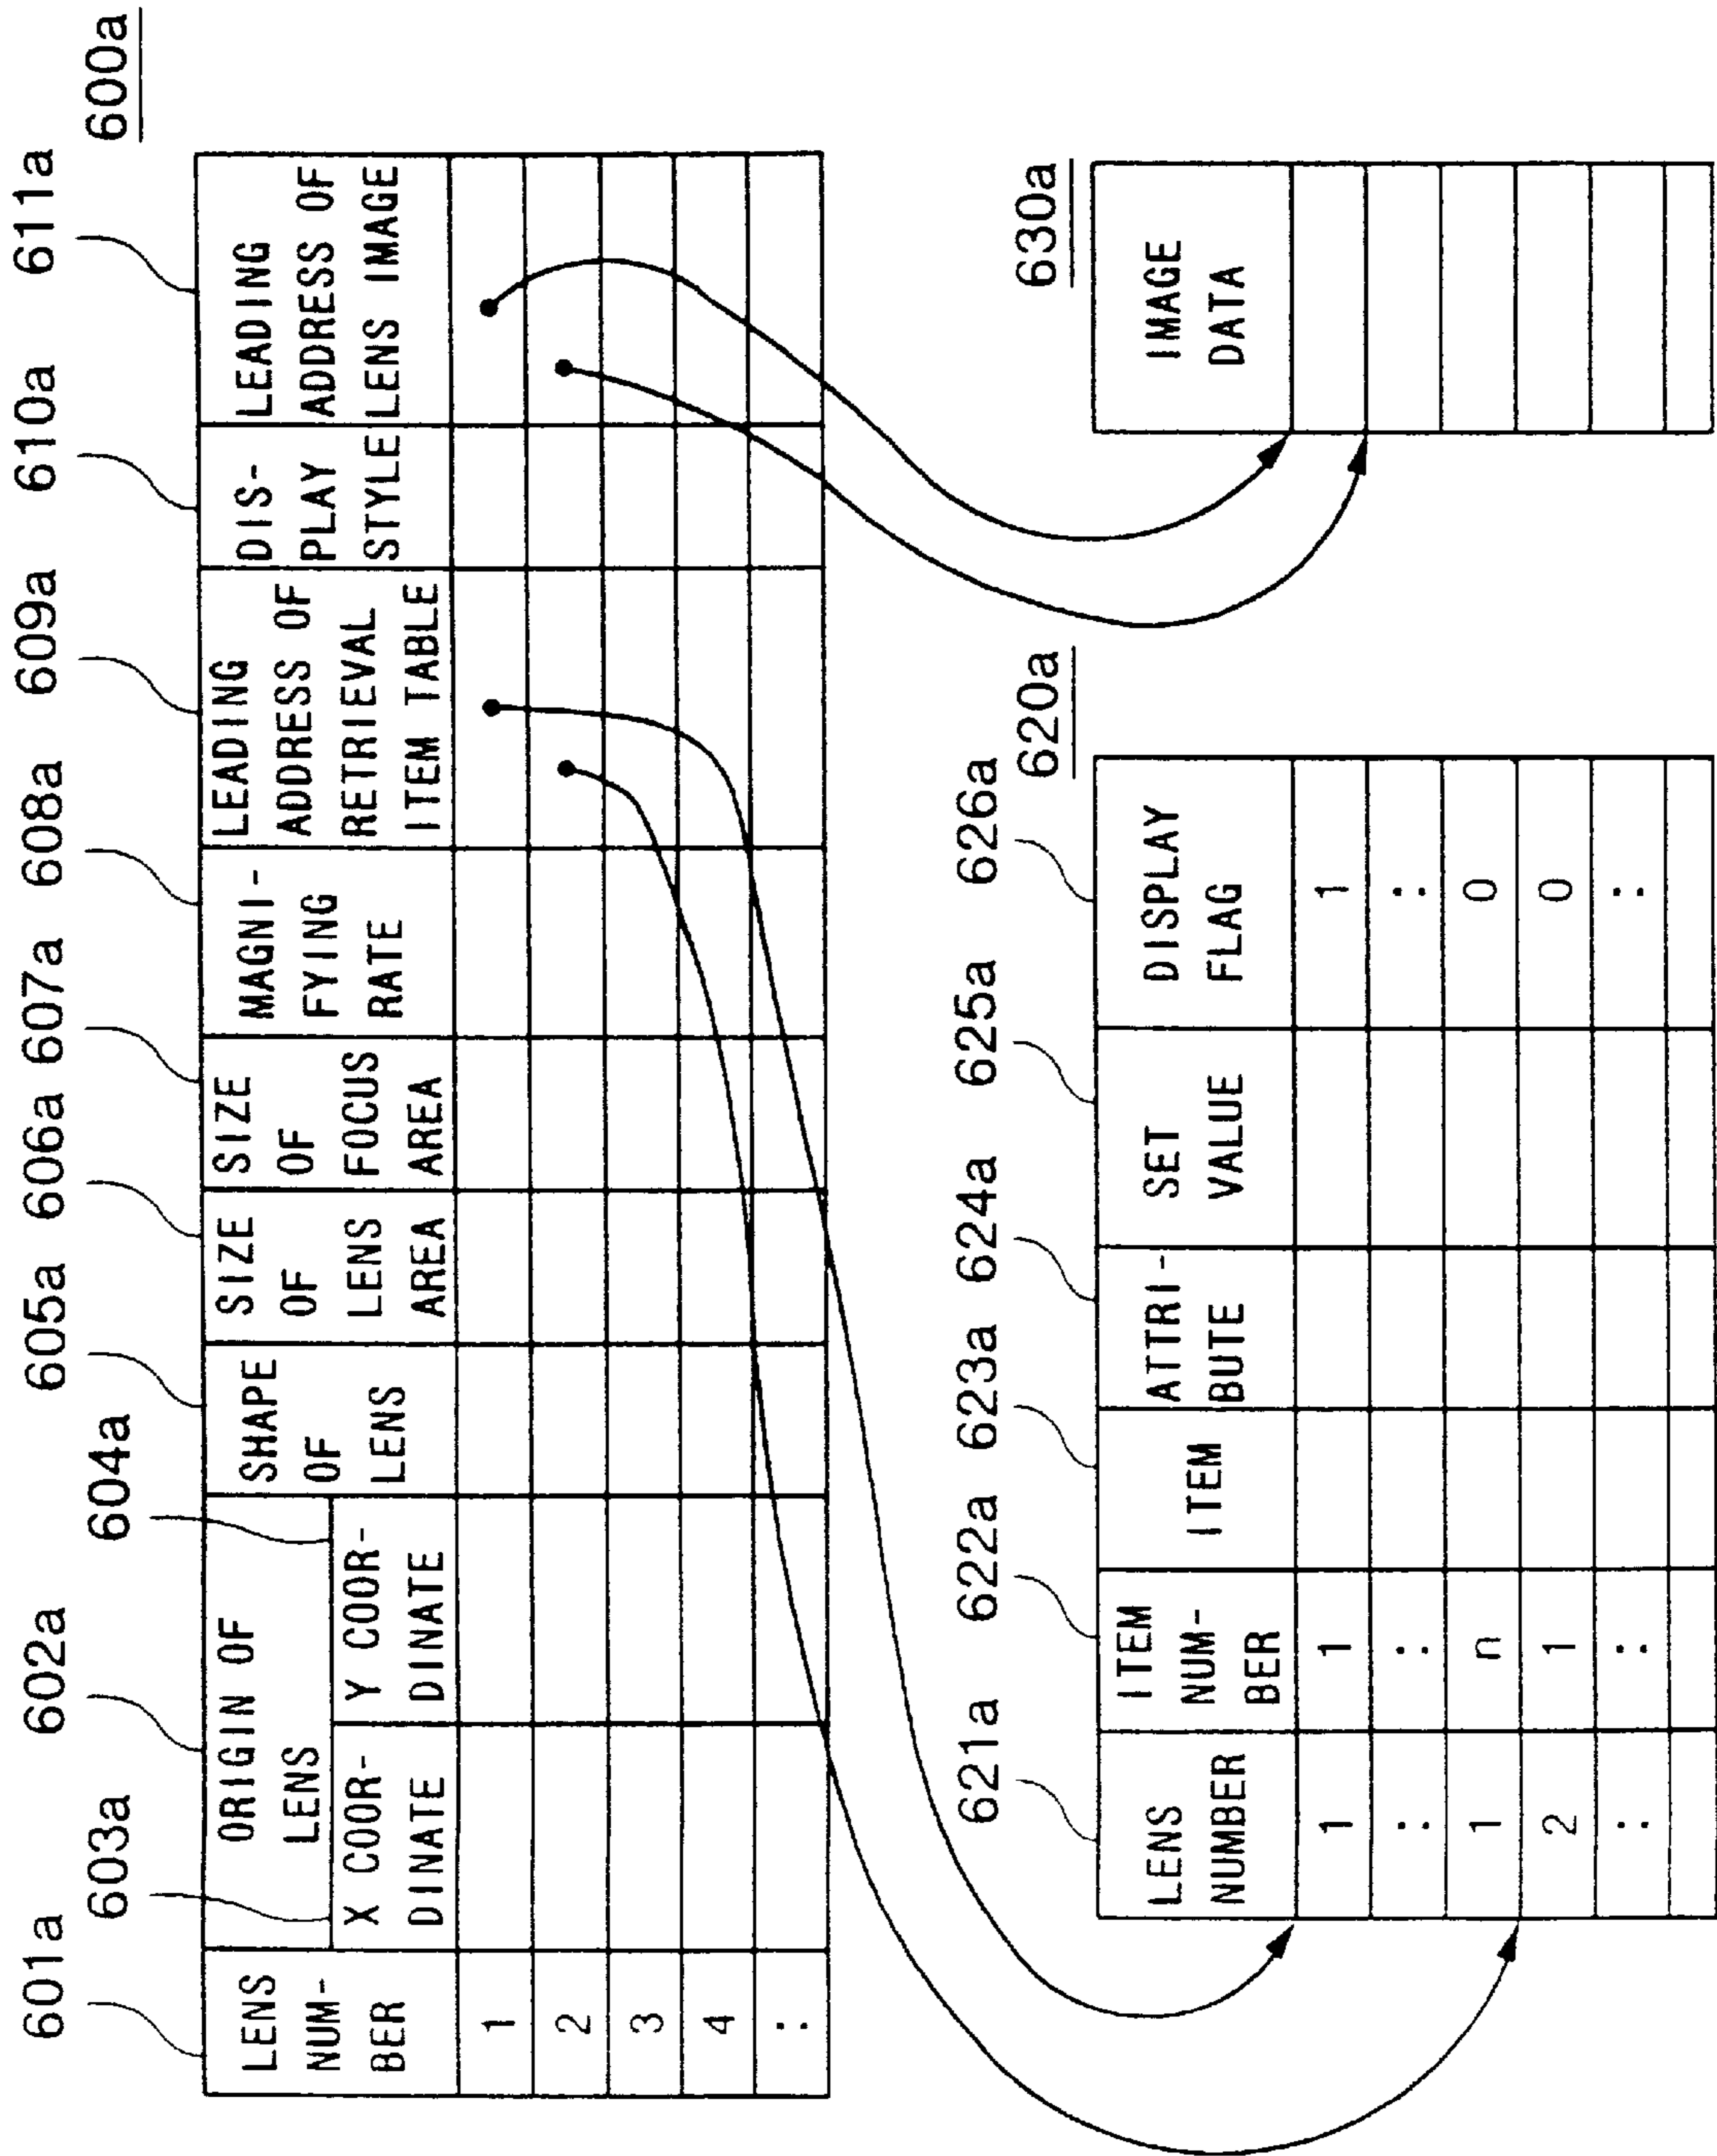 600a
601a 602a 603a 604a 605a 606a 607a 608a 609a 610a 611a
LENS
NUM-
BER
ORIGIN OF
LENS
X COOR-
DINATE
Y COOR-
DINATE
SHAPE
OF
LENS
SIZE
OF
LENS
AREA
SIZE
OF
FOCUS
AREA
MAGNI-
FYING
RATE
LEADING
ADDRESS OF
RETRIEVAL
ITEM TABLE
DIS-
PLAY
STYLE
LEADING
ADDRESS OF
LENS IMAGE
1
2
3
4
:
620a
621a 622a 623a 624a 625a 626a
LENS
NUMBER
ITEM
NUM-
BER
ITEM
ATTRI-
BUTE
SET
VALUE
DISPLAY
FLAG
1 1 1
: : :
1 n 0
2 1 0
: : :
630a
IMAGE
DATA